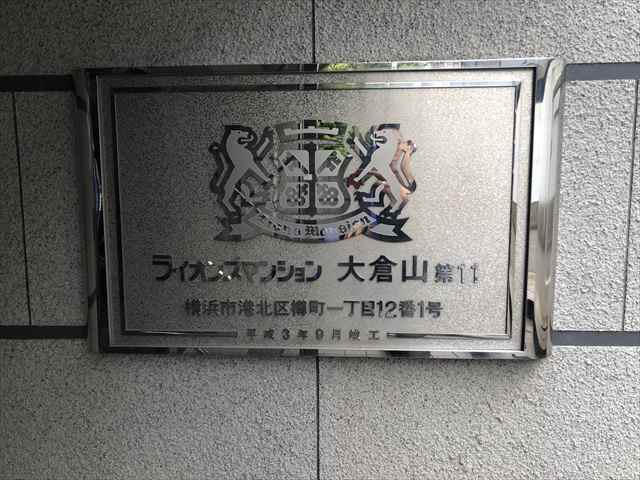 Lions Mansion
ライオンズマンション 大倉山 第11
横浜市港北区樽町一丁目12番1号
平成3年9月竣工